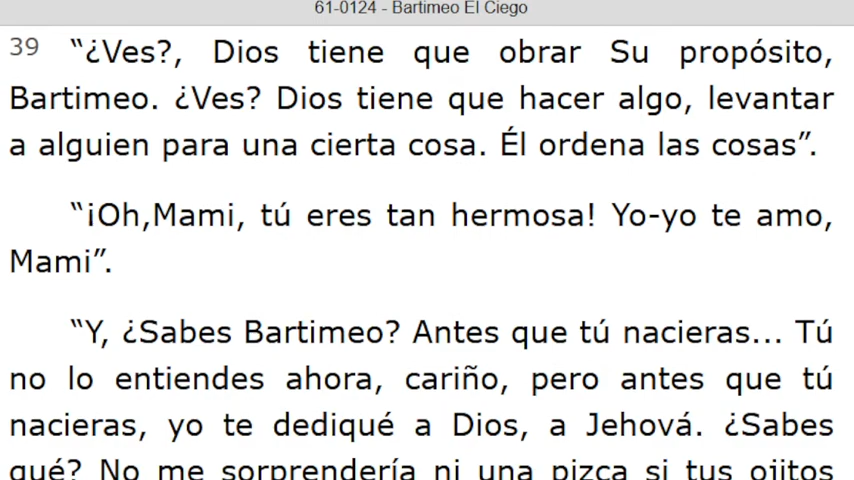 61-0124 - Bartimeo El Ciego
39 “¿Ves?, Dios tiene que obrar Su propósito,
Bartimeo. ¿Ves? Dios tiene que hacer algo, levantar
a alguien para una cierta cosa. Él ordena las cosas”.
“¡Oh,Mami, tú eres tan hermosa! Yo-yo te amo,
Mami”.
“Y, ¿Sabes Bartimeo? Antes que tú nacieras... Tú
no lo entiendes ahora, cariño, pero antes que tú
nacieras, yo te dediqué a Dios, a Jehová. ¿Sabes
qué? No me sorprendería ni una pizca si tus ojitos